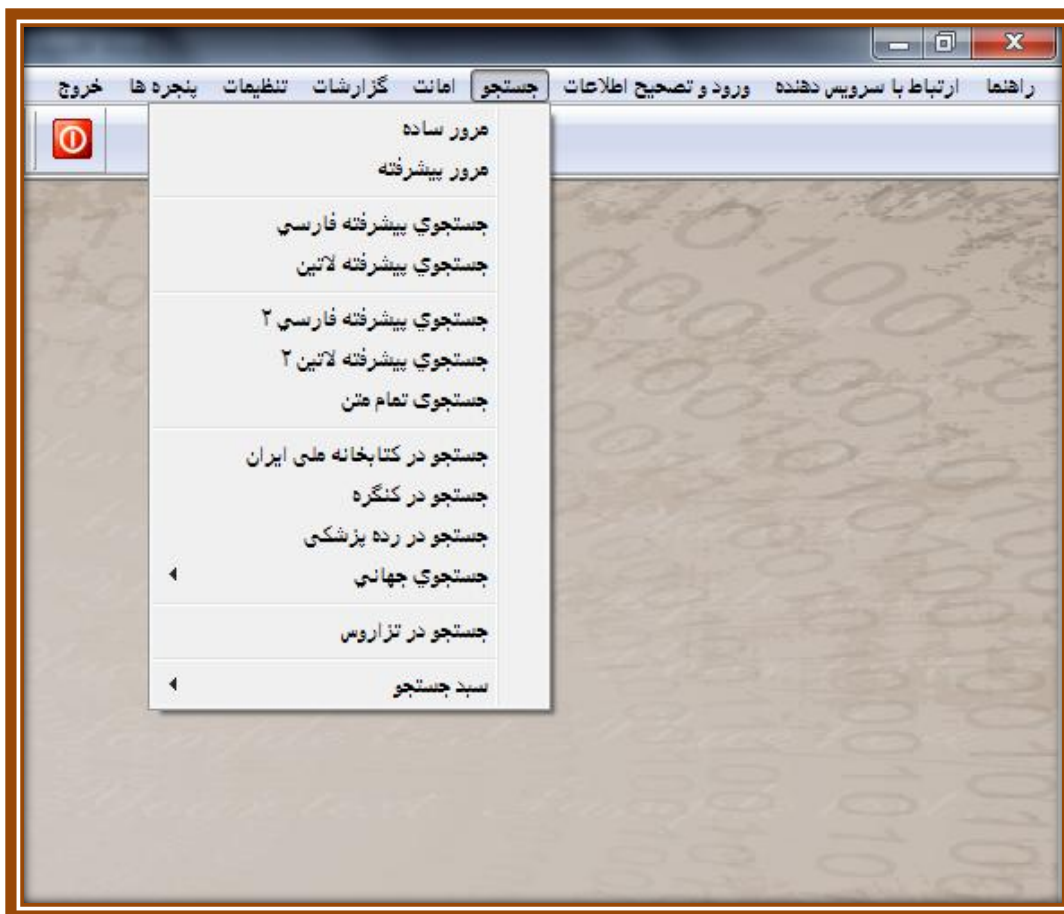 راهنما ارتباط با سرویس دهنده ورود و تصحیح اطلاعات جستجو امانت گزارشات تنظیمات پنجره ها خروج
مرور ساده
مرور پیشرفته
جستجوي پیشرفته فارسي
جستجوي پیشرفته لاتین
جستجوي پیشرفته فارسي ۲
جستجوي پیشرفته لاتین ۲
جستجوی تمام متن
جستجو در کتابخانه ملی ایران
جستجو در کنگره
جستجو در رده پزشکی
جستجوي جهاني
جستجو در تزاروس
سبد جستجو